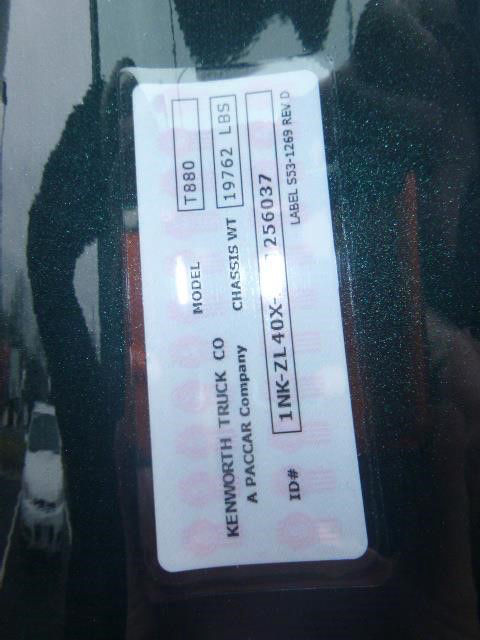 KENWORTH TRUCK CO
A PACCAR Company
MODEL T880
CHASSIS WT 19762 LBS
ID# 1NK-ZL40X- 256037
LABEL S53-1269 REV D